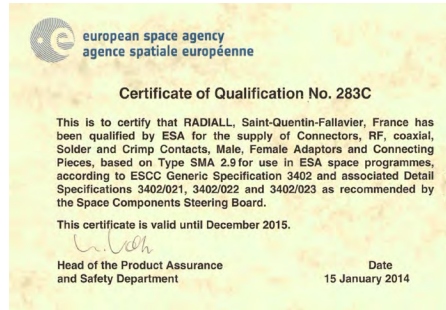 european space agency
agence spatiale européenne
Certificate of Qualification No. 283C
This is to certify that RADIALL, Saint-Quentin-Fallavier, France has
been qualified by ESA for the supply of Connectors, RF, coaxial,
Solder and Crimp Contacts, Male, Female Adaptors and Connecting
Pieces, based on Type SMA 2.9 for use in ESA space programmes,
according to ESCC Generic Specification 3402 and associated Detail
Specifications 3402/021, 3402/022 and 3402/023 as recommended by
the Space Components Steering Board.
This certificate is valid until December 2015.
Head of the Product Assurance
and Safety Department
Date
15 January 2014